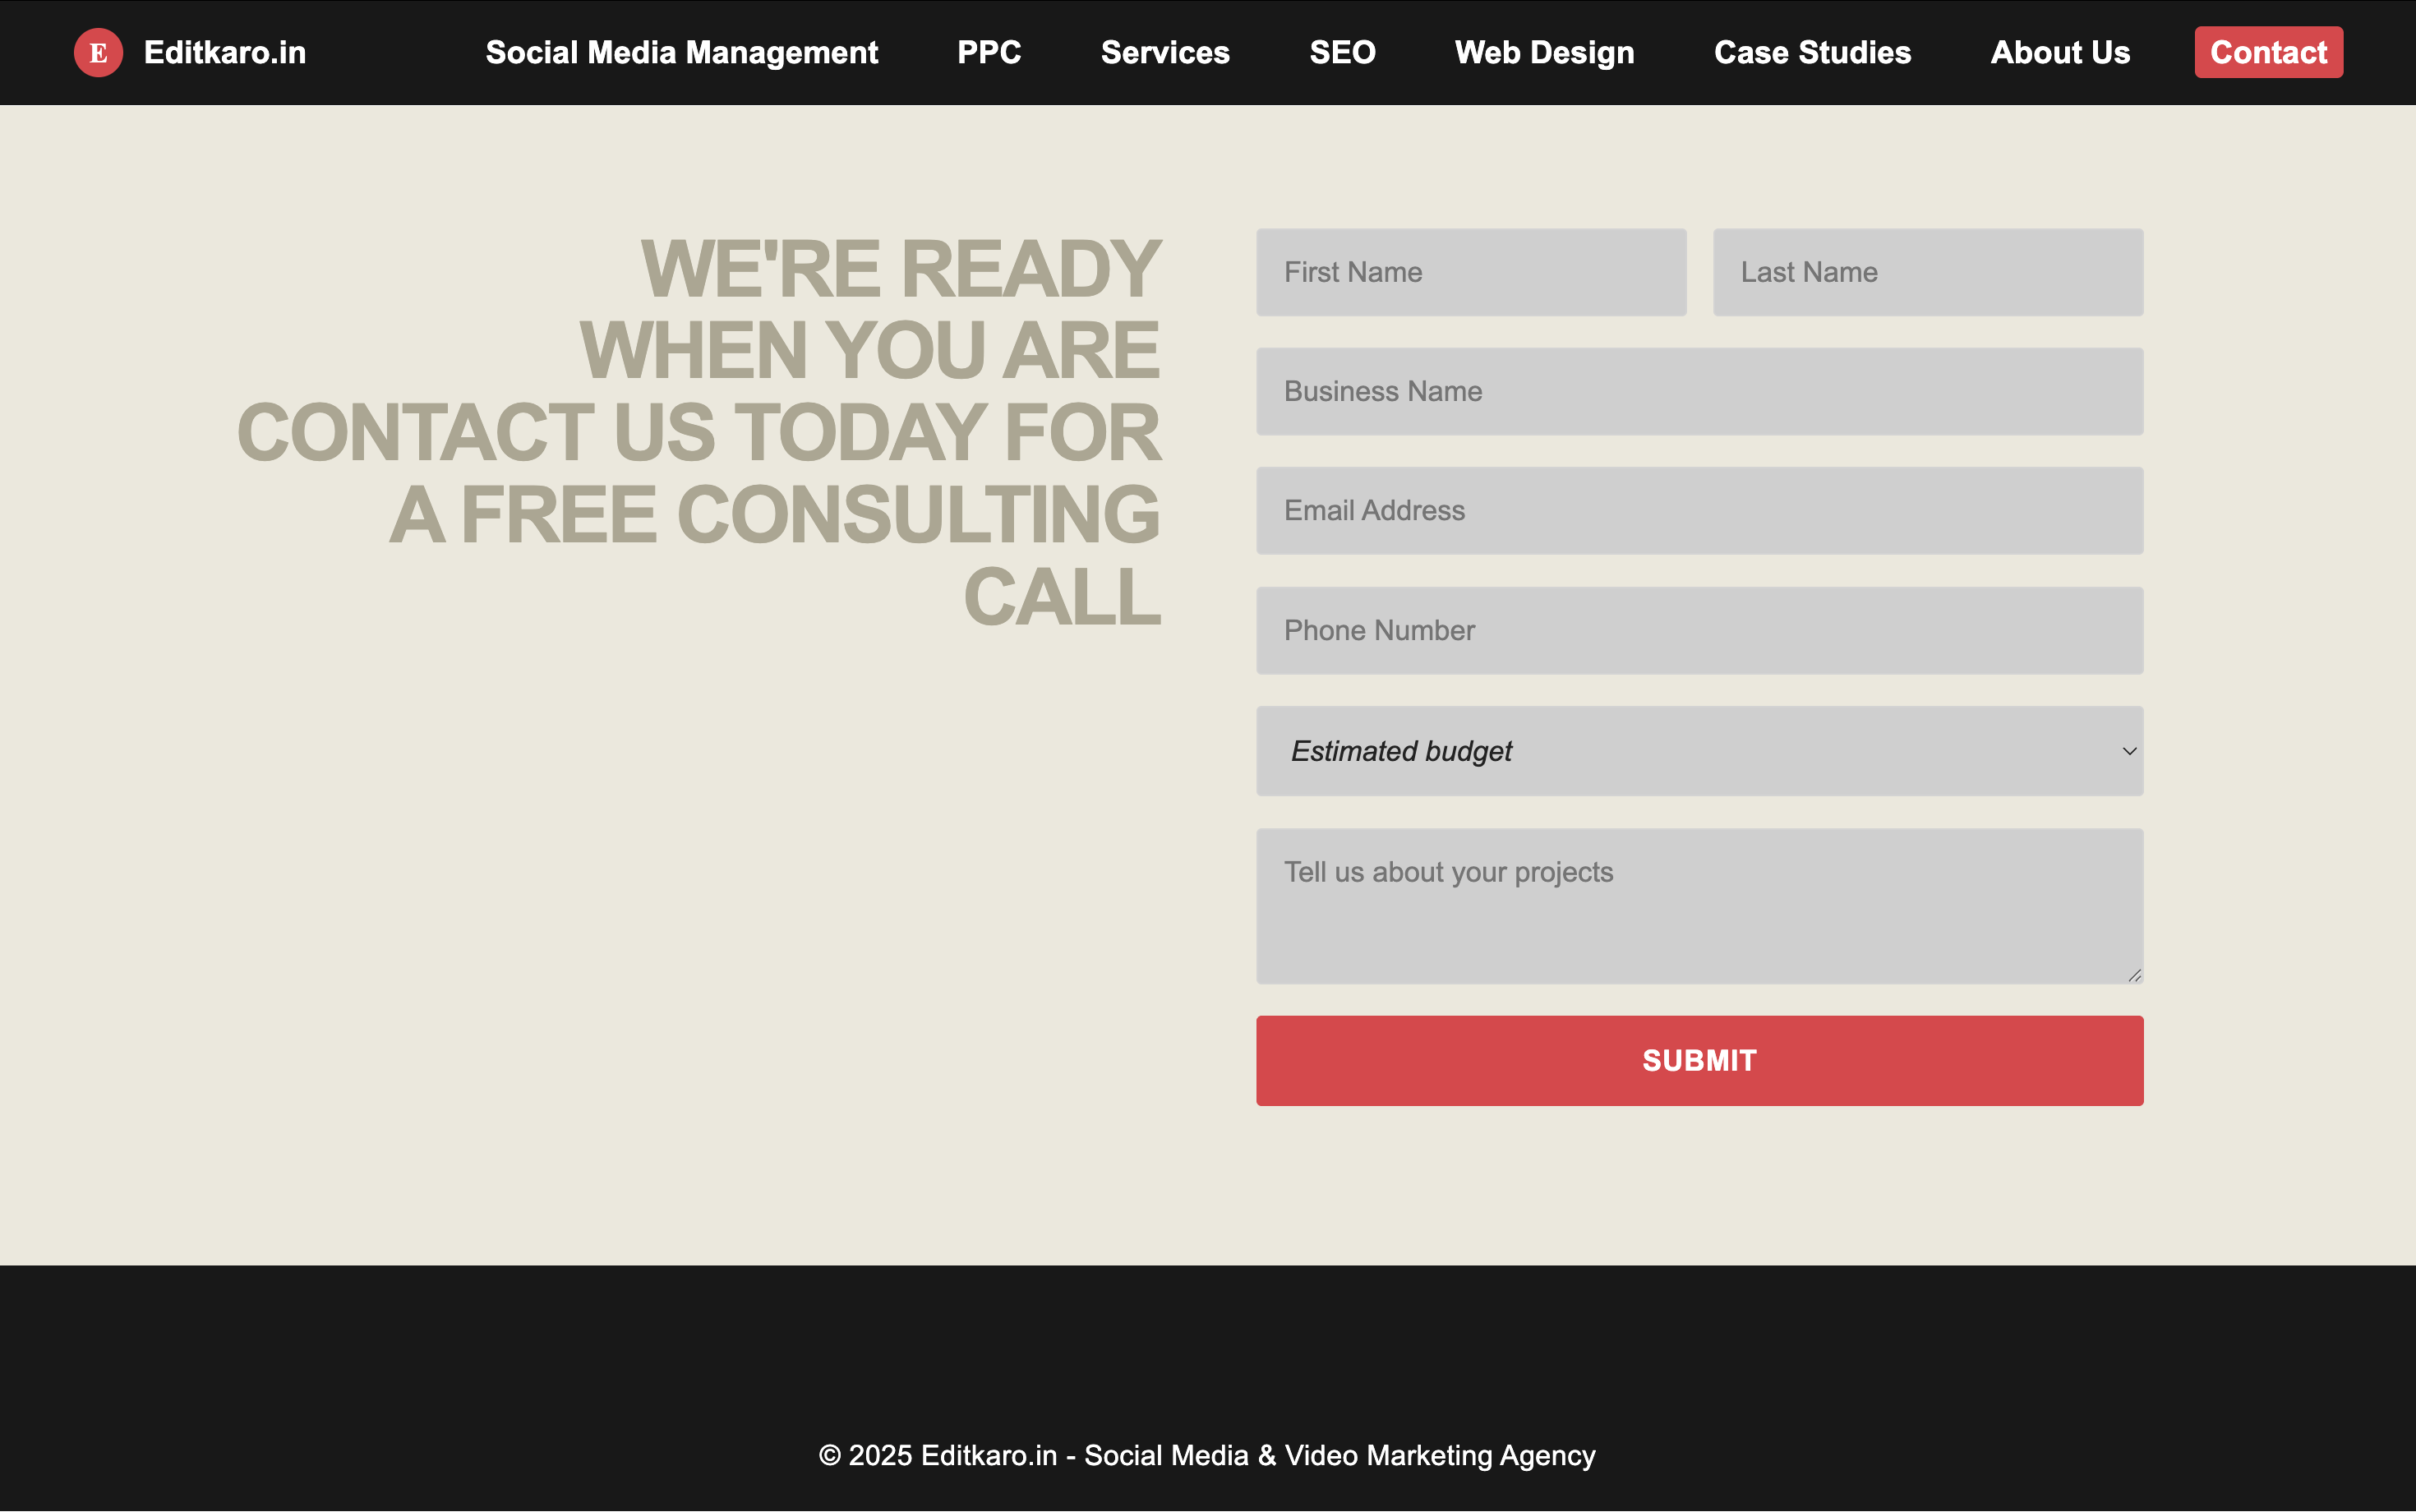 E Editkaro.in Social Media Management PPC Services SEO Web Design Case Studies About Us Contact
WE'RE READY
WHEN YOU ARE
CONTACT US TODAY FOR
A FREE CONSULTING
CALL
First Name Last Name
Business Name
Email Address
Phone Number
Estimated budget
Tell us about your projects
SUBMIT
© 2025 Editkaro.in - Social Media & Video Marketing Agency